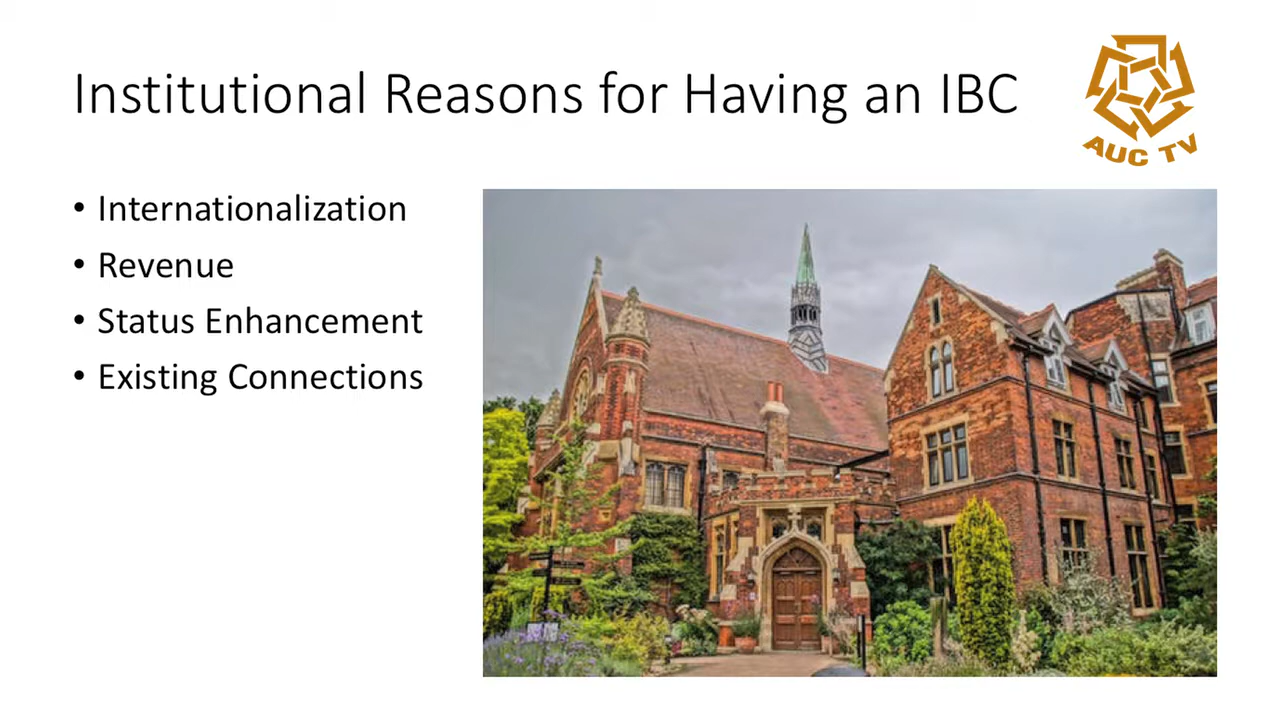 Institutional Reasons for Having an IBC
AUC TV
• Internationalization
• Revenue
• Status Enhancement
• Existing Connections